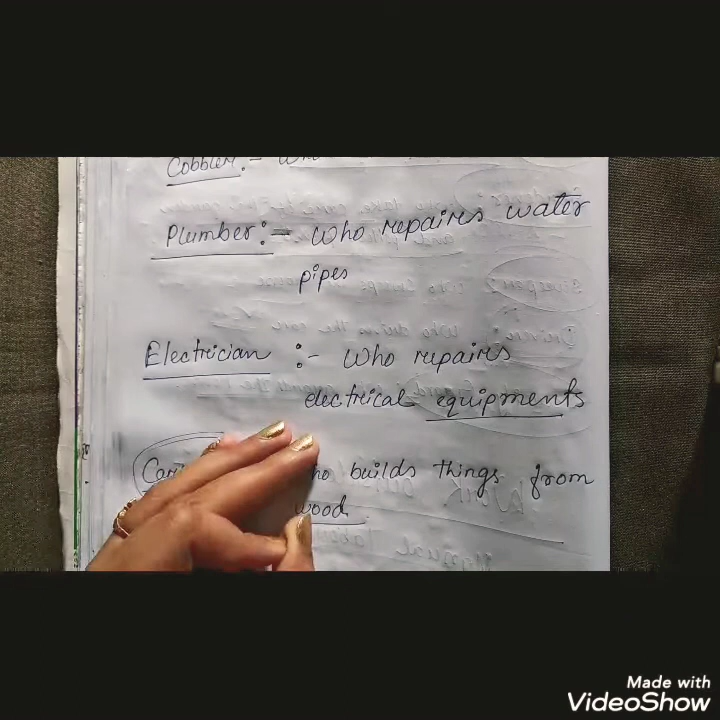 Cobbler:-
Plumber:- who repairs water
pipes
Electrician :- who repairs
electrical equipments
builds things from
wood
Made with
VideoShow